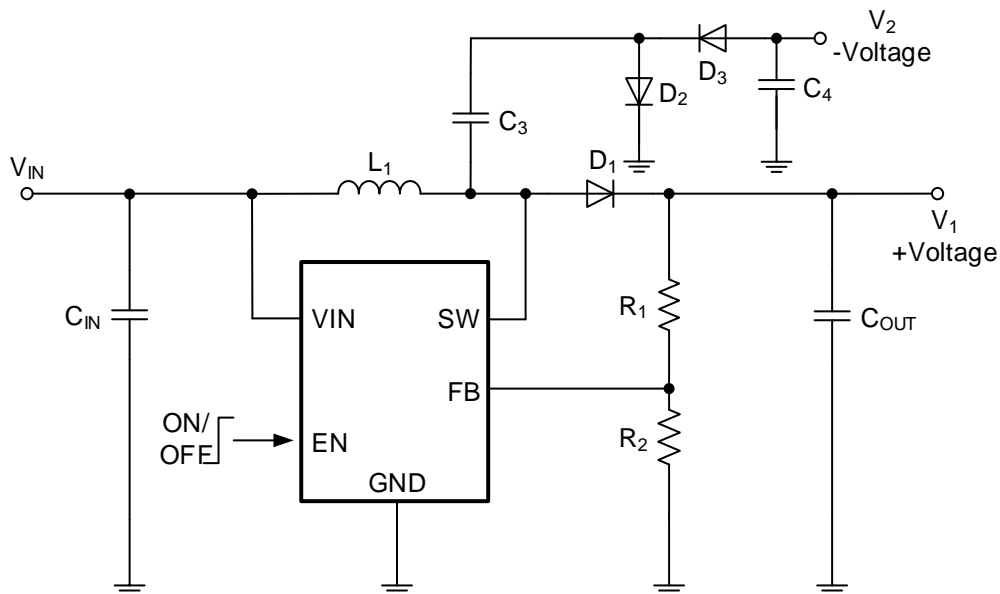 V2
-Voltage
D3
D2
C4
C3
L1
D1
VIN
V1
+Voltage
CIN
VIN
SW
R1
COUT
FB
ON/
OFF
EN
R2
GND